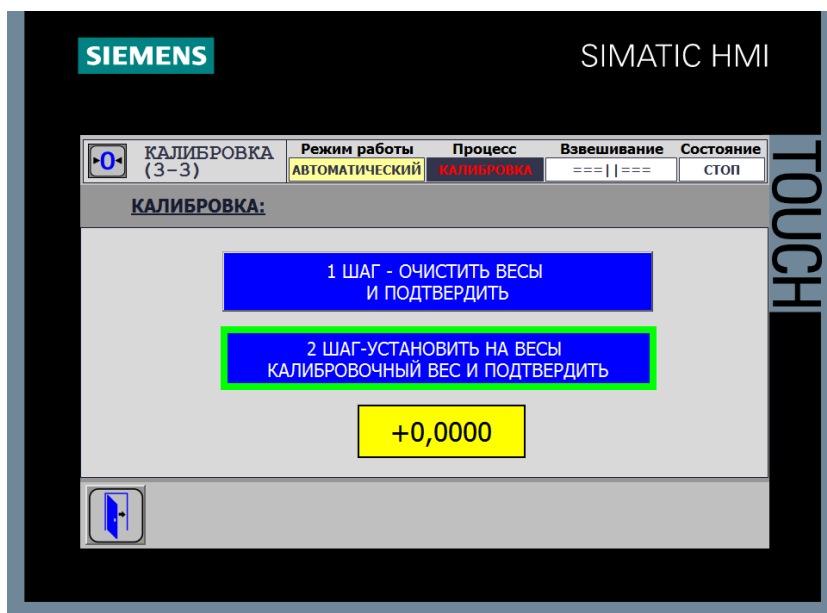 SIEMENS
SIMATIC HMI
TOUCH
0
КАЛИБРОВКА
(3-3)
Режим работы
Процесс
Взвешивание
Состояние
АВТОМАТИЧЕСКИЙ
КАЛИБРОВКА
===||===
СТОП
КАЛИБРОВКА:
1 ШАГ - ОЧИСТИТЬ ВЕСЫ
И ПОДТВЕРДИТЬ
2 ШАГ-УСТАНОВИТЬ НА ВЕСЫ
КАЛИБРОВОЧНЫЙ ВЕС И ПОДТВЕРДИТЬ
+0,0000